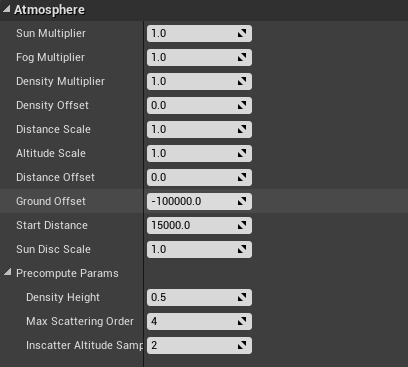 Atmosphere
Sun Multiplier 1.0
Fog Multiplier 1.0
Density Multiplier 1.0
Density Offset 0.0
Distance Scale 1.0
Altitude Scale 1.0
Distance Offset 0.0
Ground Offset -100000.0
Start Distance 15000.0
Sun Disc Scale 1.0
Precompute Params
Density Height 0.5
Max Scattering Order 4
Inscatter Altitude Samp 2